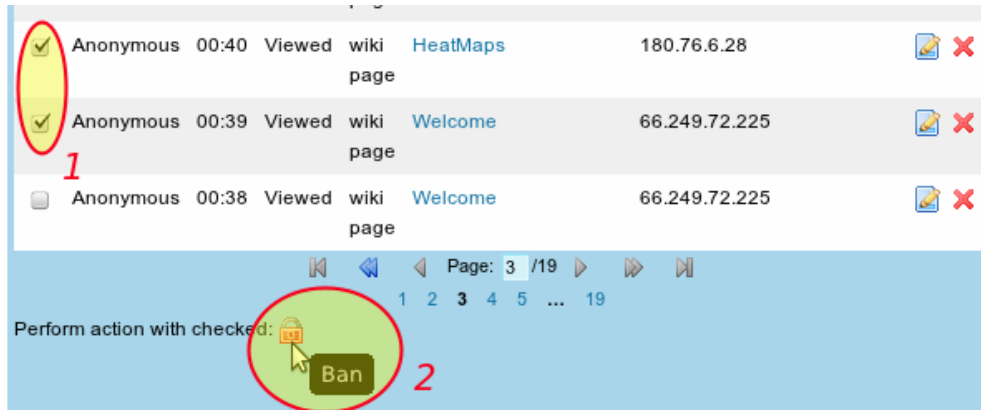 Anonymous 00:40 Viewed wiki HeatMaps 180.76.6.28
page
Anonymous 00:39 Viewed wiki Welcome 66.249.72.225
page
1
Anonymous 00:38 Viewed wiki Welcome 66.249.72.225
page
Page: 3 /19
1 2 3 4 5 ... 19
Perform action with checked:
Ban
2